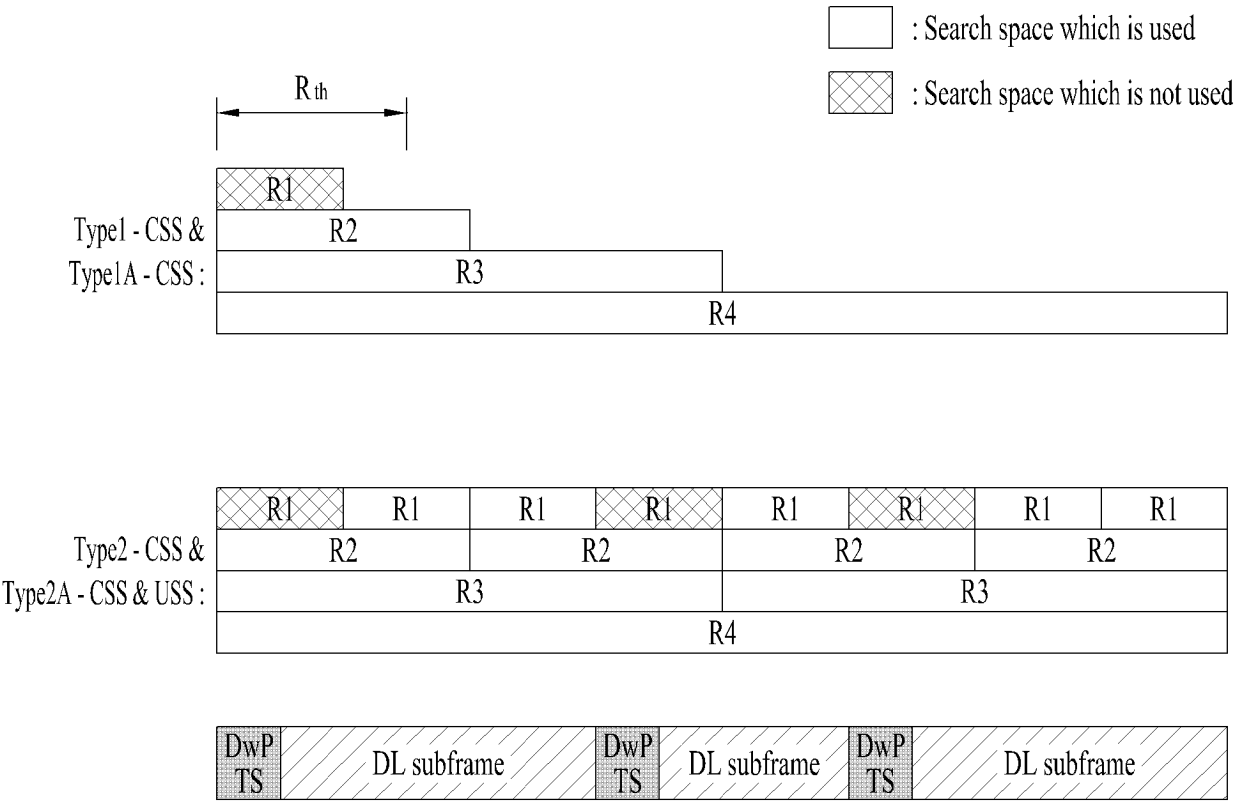 : Search space which is used
: Search space which is not used
Rth
R1
Type1 - CSS &
R2
Type1A - CSS :
R3
R4
R1 R1 R1 R1 R1 R1 R1 R1
Type2 - CSS &
R2 R2 R2 R2
Type2A - CSS & USS :
R3 R3
R4
DwP
TS
DL subframe
DwP
TS
DL subframe
DwP
TS
DL subframe